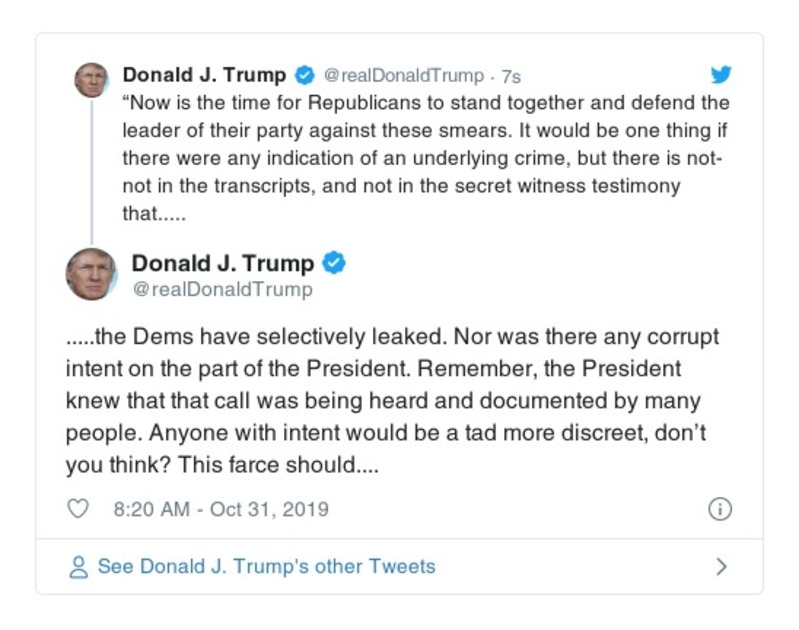 Donald J. Trump @realDonaldTrump · 7s
“Now is the time for Republicans to stand together and defend the
leader of their party against these smears. It would be one thing if
there were any indication of an underlying crime, but there is not-
not in the transcripts, and not in the secret witness testimony
that.....
Donald J. Trump
@realDonaldTrump
.....the Dems have selectively leaked. Nor was there any corrupt
intent on the part of the President. Remember, the President
knew that that call was being heard and documented by many
people. Anyone with intent would be a tad more discreet, don’t
you think? This farce should....
8:20 AM - Oct 31, 2019
See Donald J. Trump's other Tweets